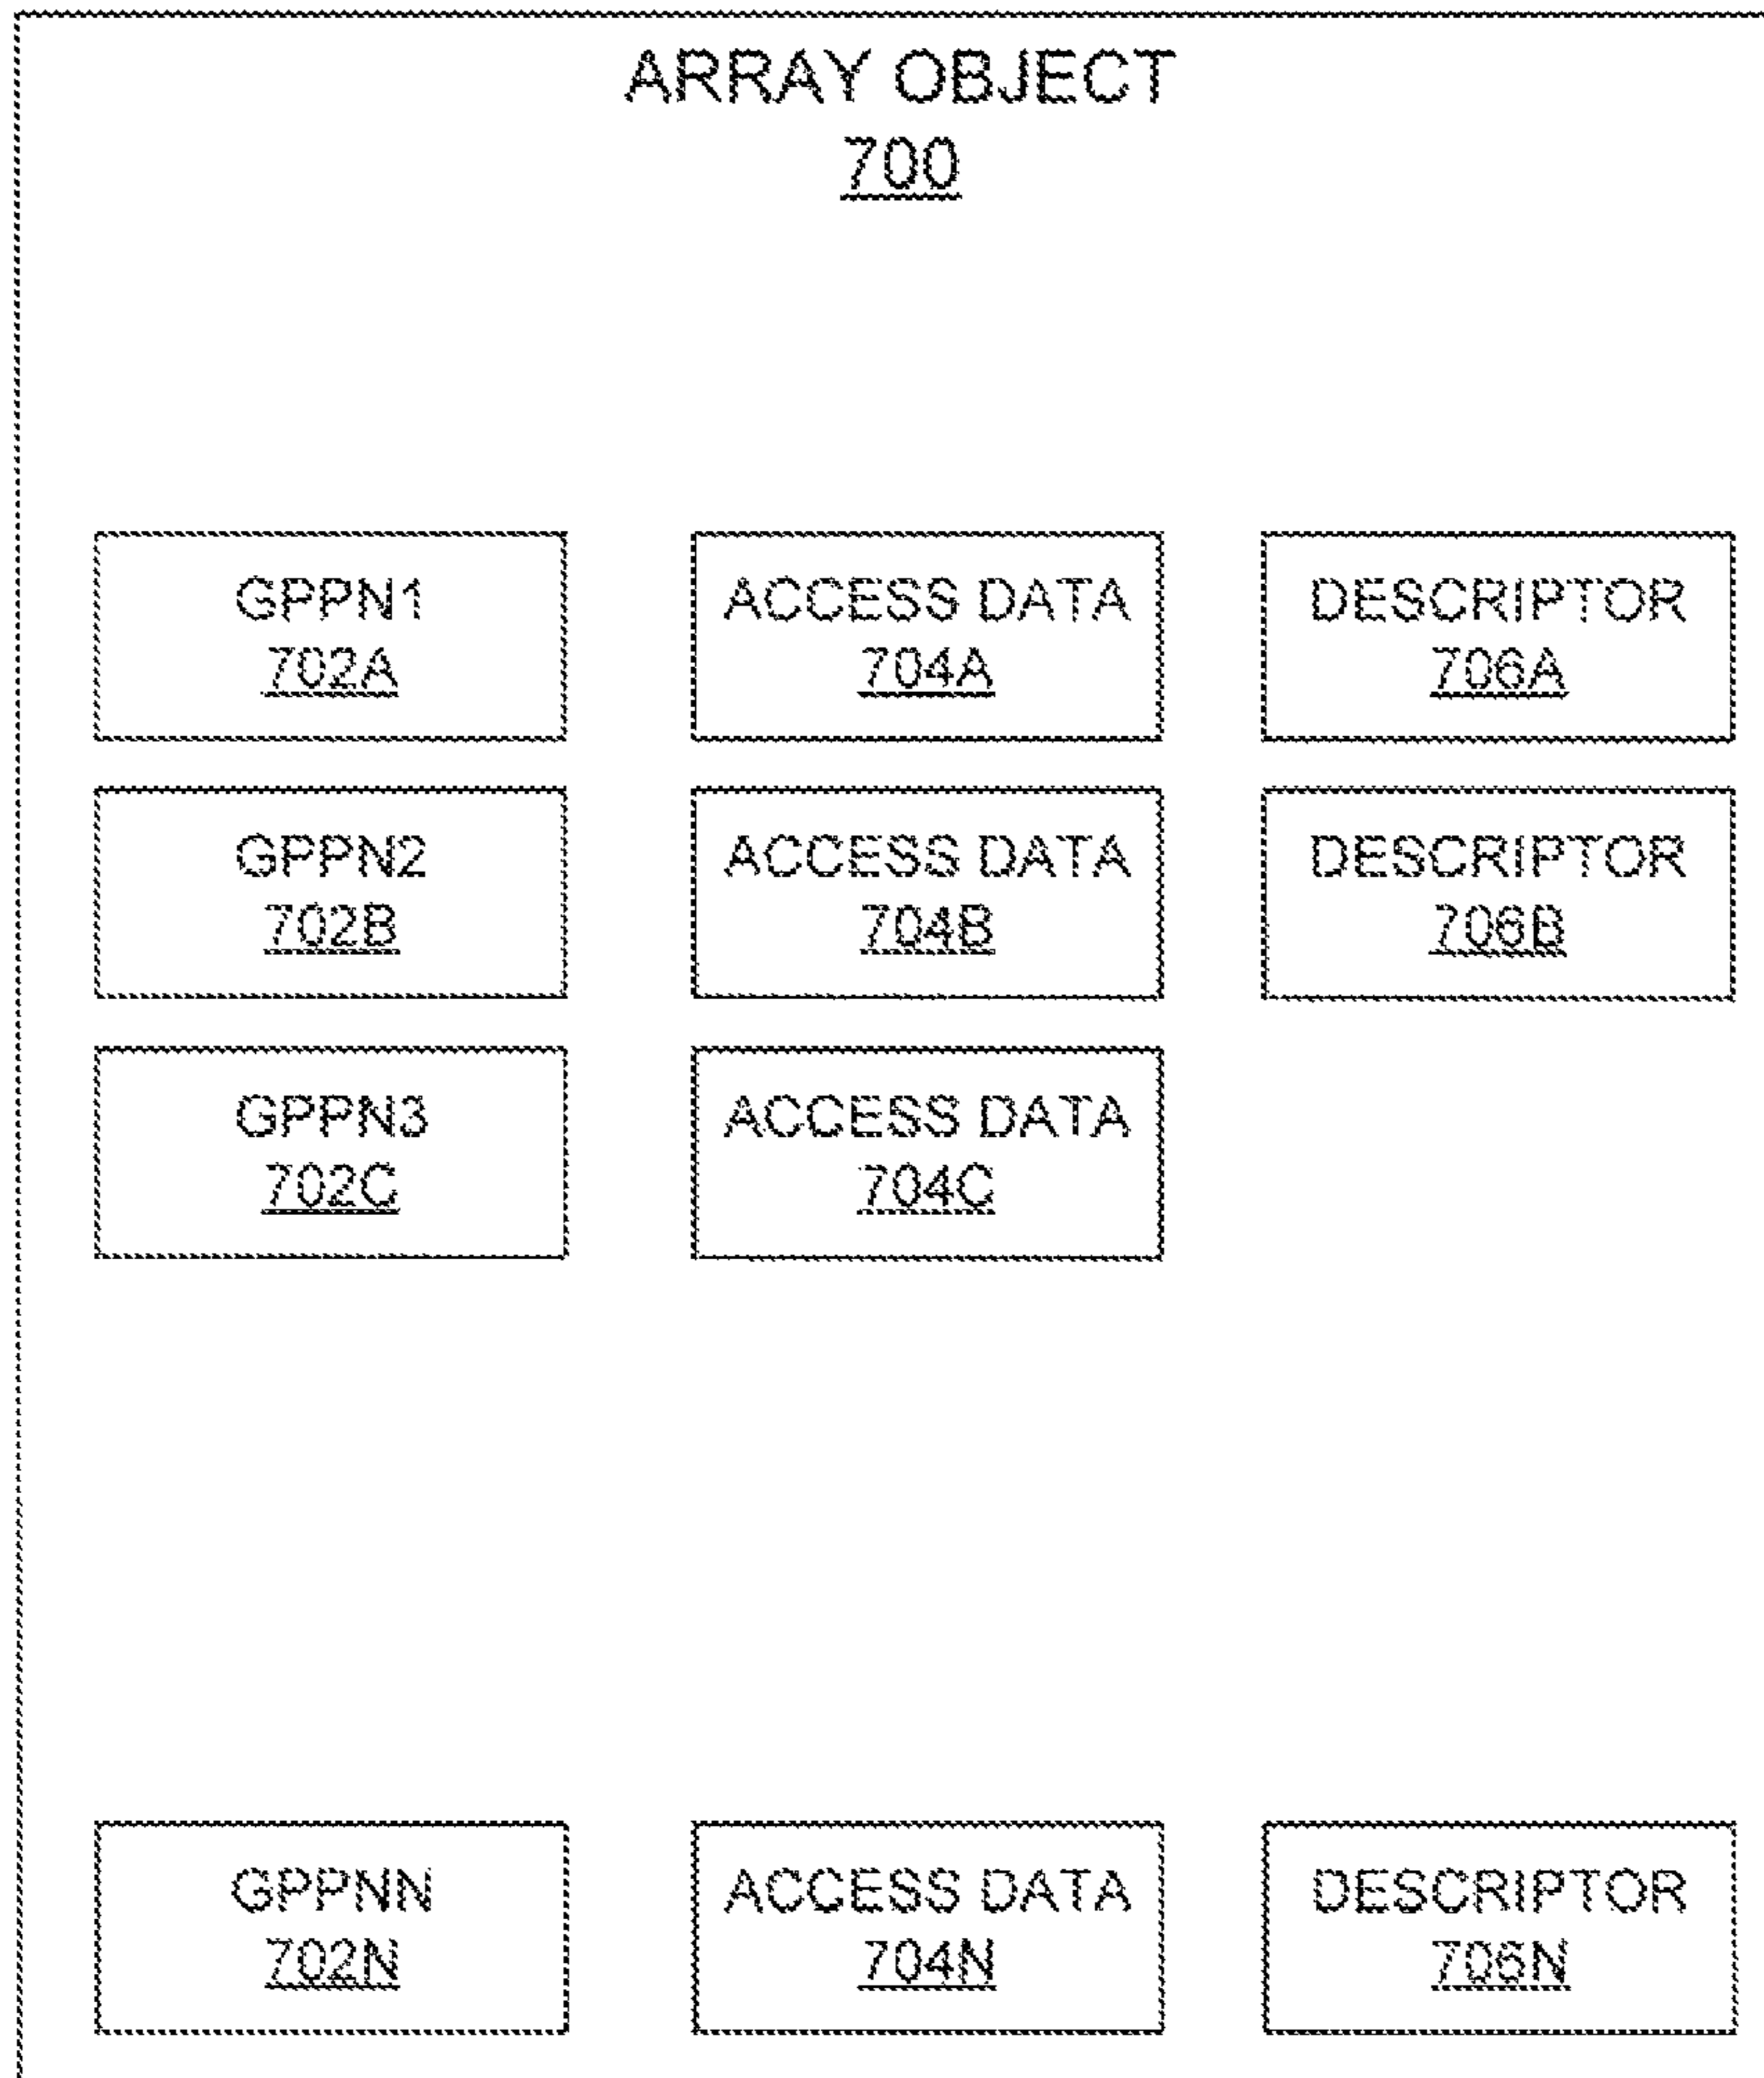 ARRAY OBJECT
700
GPPN1
702A
ACCESS DATA
704A
DESCRIPTOR
706A
GPPN2
702B
ACCESS DATA
704B
DESCRIPTOR
706B
GPPN3
702C
ACCESS DATA
704C
GPPNN
702N
ACCESS DATA
704N
DESCRIPTOR
706N